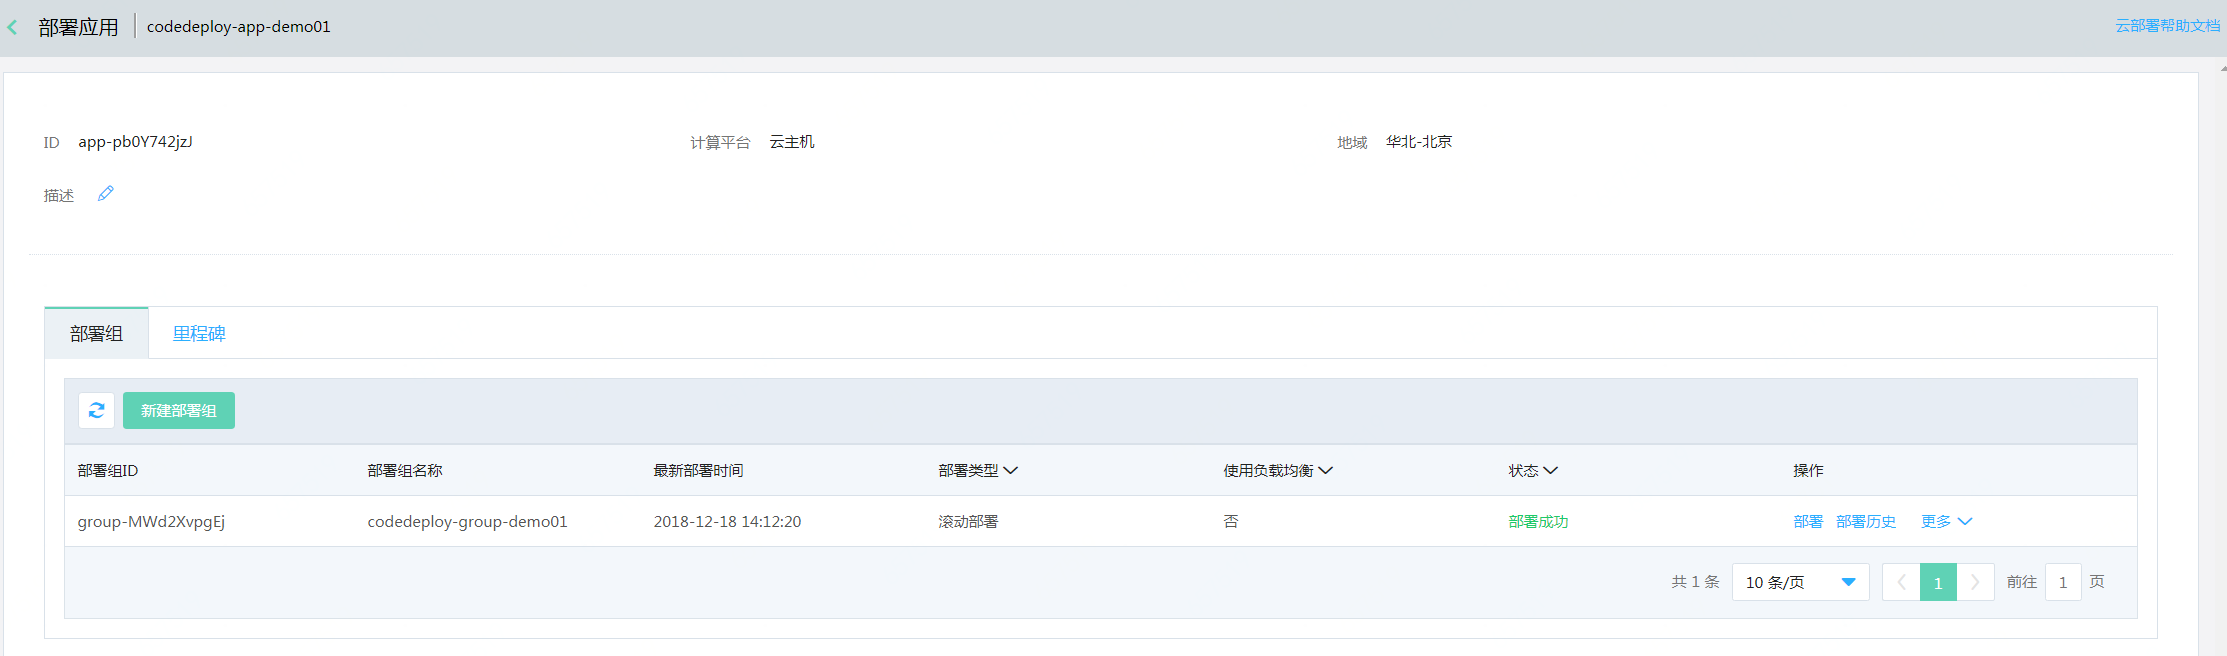 部署应用 codedeploy-app-demo01 云部署帮助文档
ID app-pb0Y742jzJ 计算平台 云主机 地域 华北-北京
描述
部署组 里程碑
新建部署组
部署组ID 部署组名称 最新部署时间 部署类型 使用负载均衡 状态 操作
group-MWd2XvpgEj codedeploy-group-demo01 2018-12-18 14:12:20 滚动部署 否 部署成功 部署 部署历史 更多
共 1 条 10 条/页 1 前往 1 页